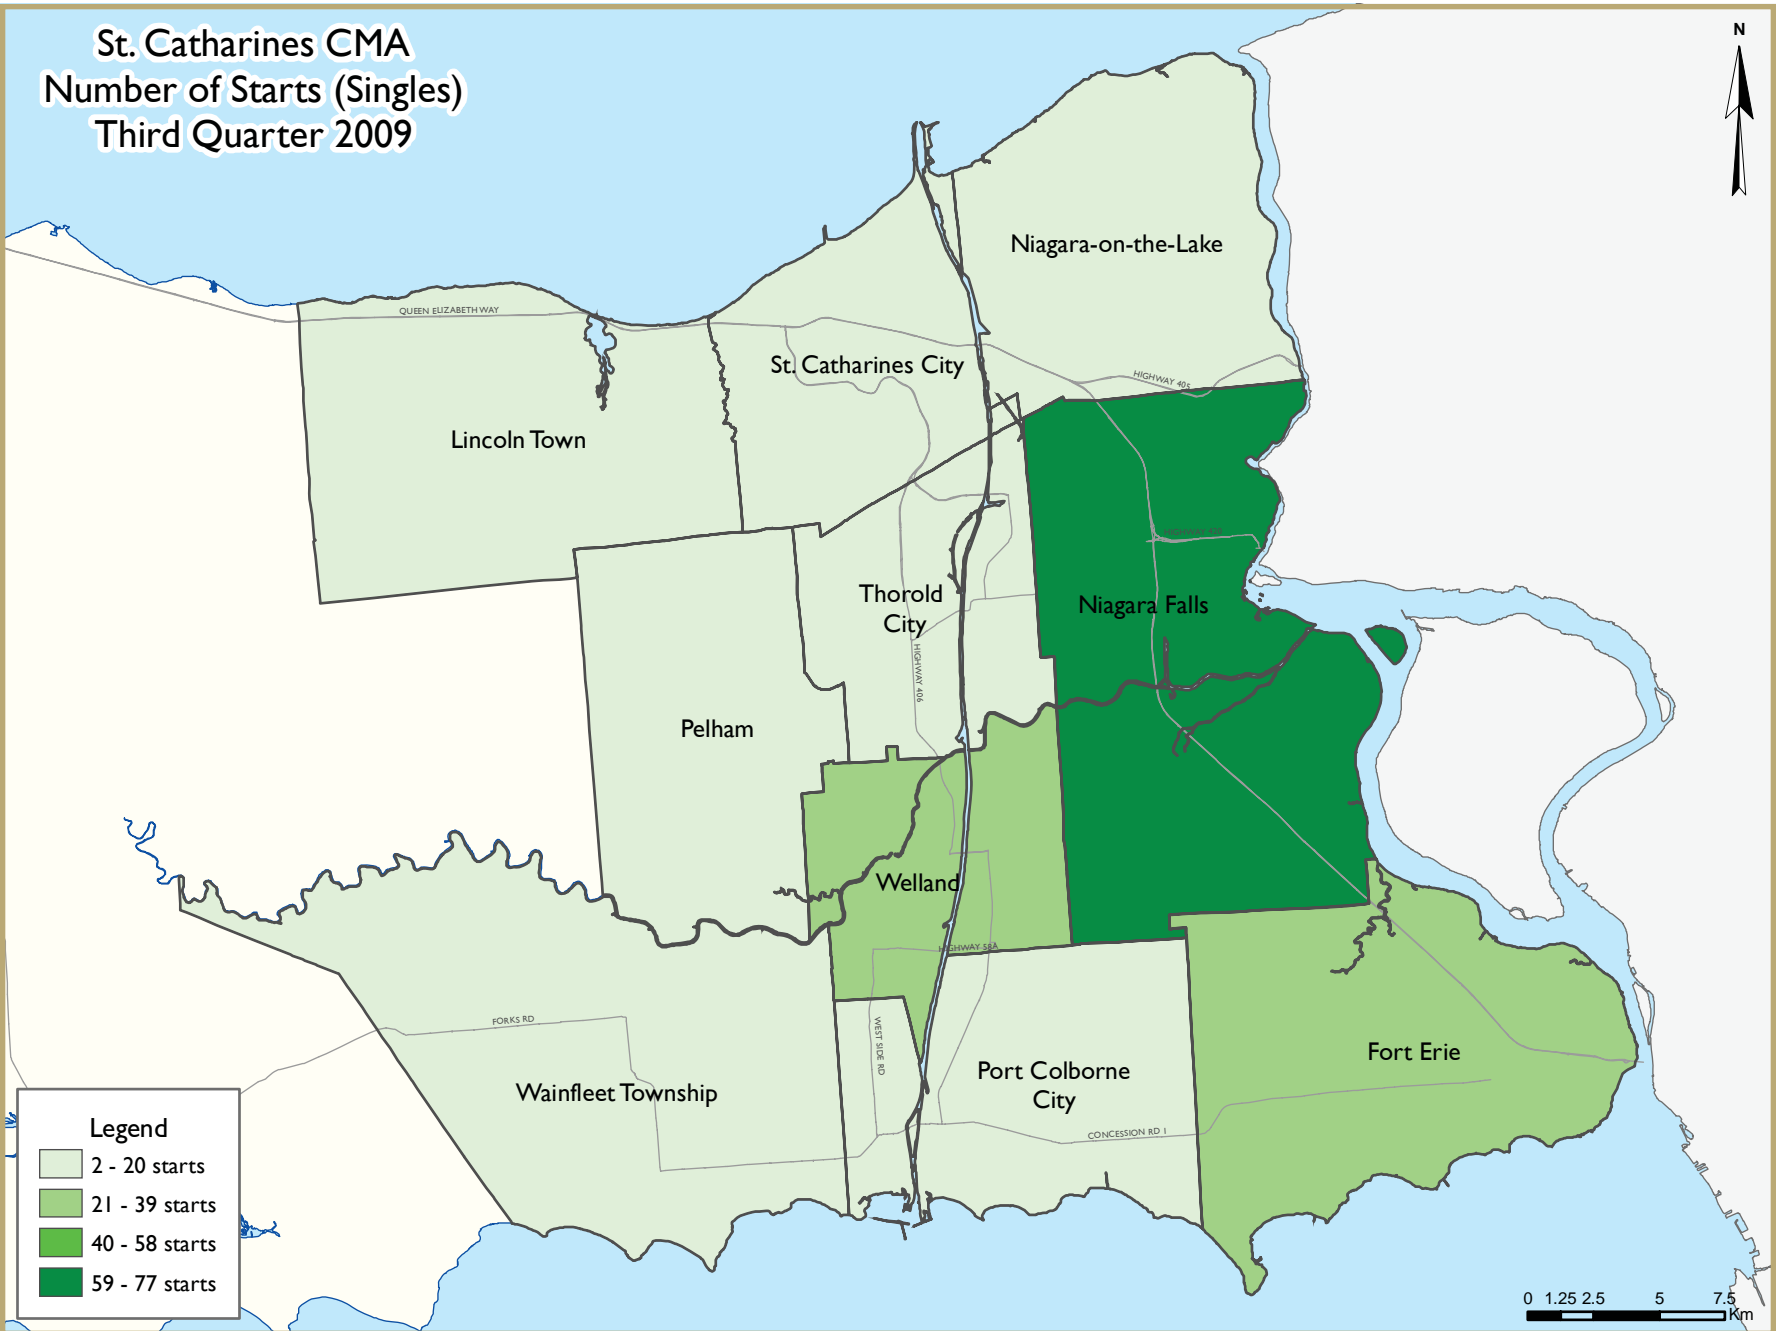 St. Catharines CMA
Number of Starts (Singles)
Third Quarter 2009
N
Niagara-on-the-Lake
QUEEN ELIZABETH WAY
St. Catharines City
HIGHWAY 405
Lincoln Town
HIGHWAY 420
Thorold
City
Niagara Falls
HIGHWAY 406
Pelham
Welland
HIGHWAY 58A
FORKS RD
WEST SIDE RD
Fort Erie
Port Colborne
City
Wainfleet Township
CONCESSION RD 1
Legend
2 - 20 starts
21 - 39 starts
40 - 58 starts
59 - 77 starts
0 1.25 2.5 5 7.5
Km